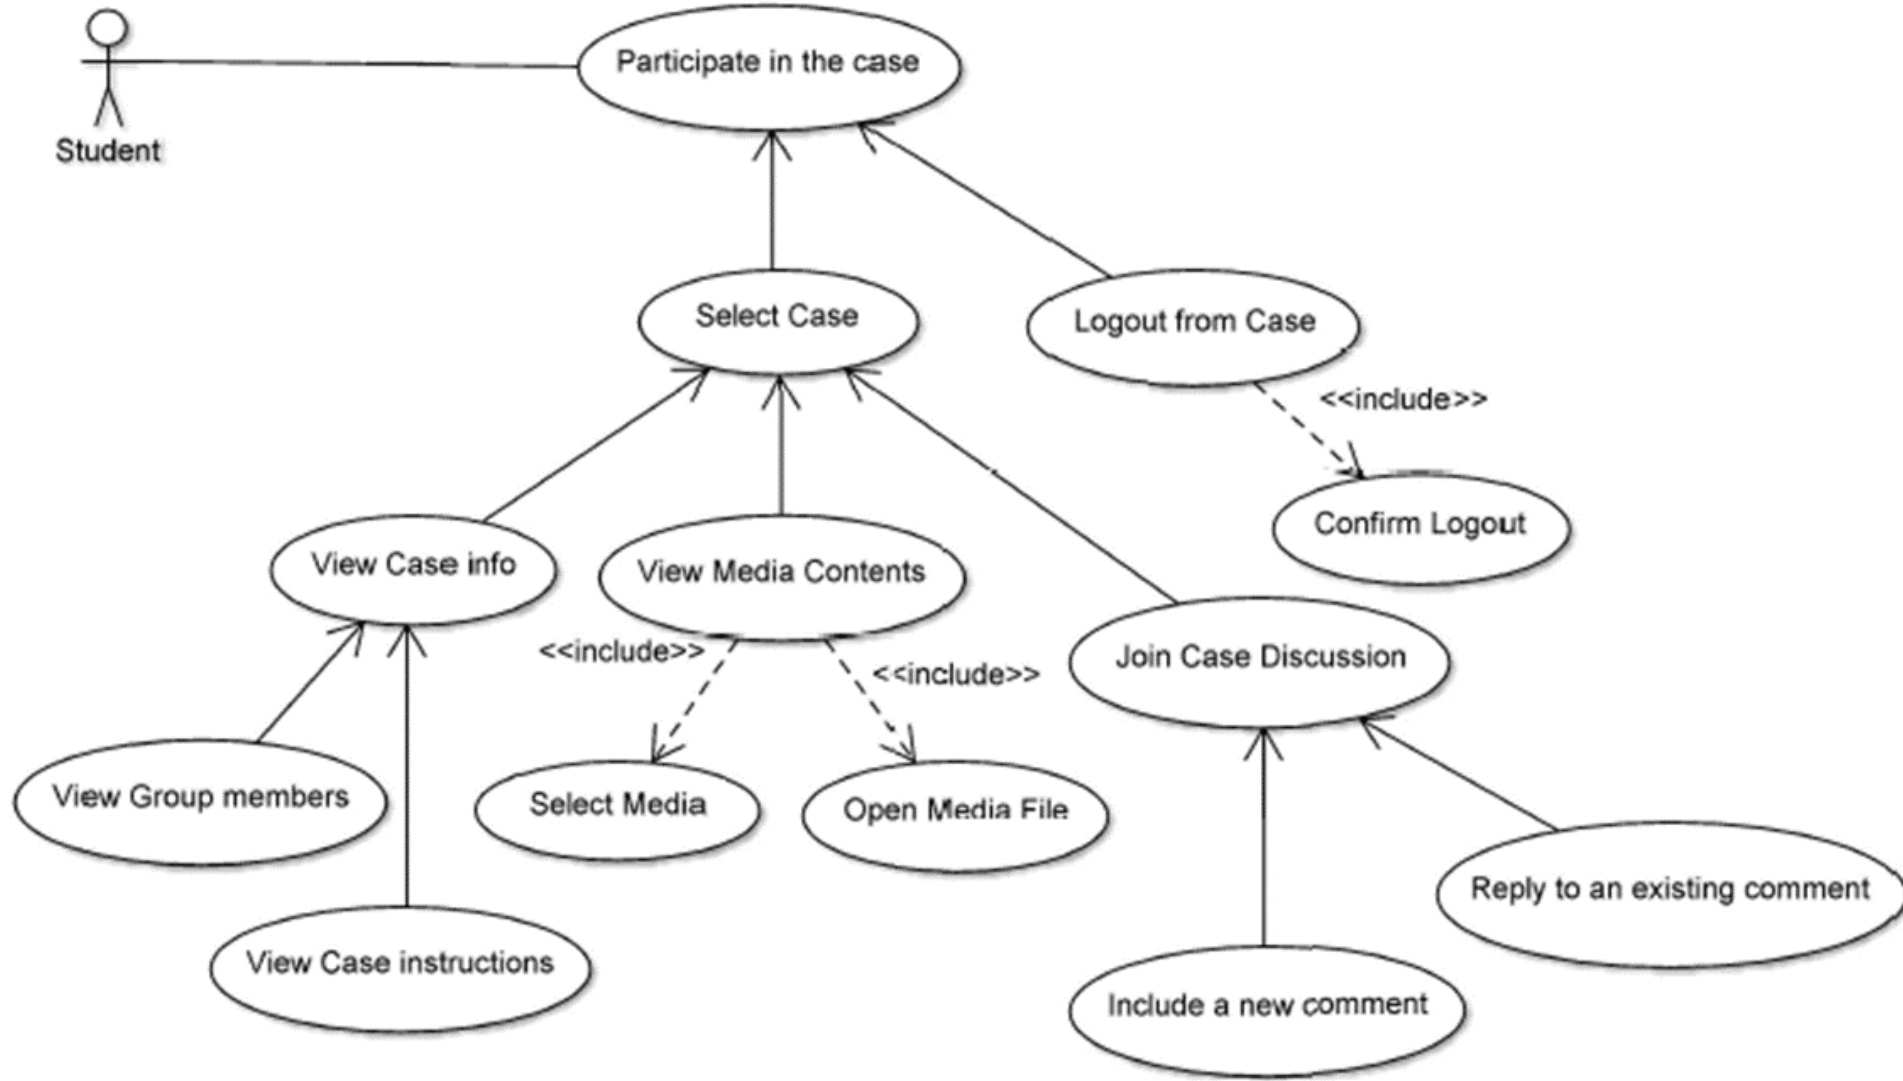 Participate in the case
Student
Select Case
Logout from Case
<<include>>
Confirm Logout
View Case info
View Media Contents
<<include>>
<<include>>
Join Case Discussion
View Group members
Select Media
Open Media File
Reply to an existing comment
View Case instructions
Include a new comment